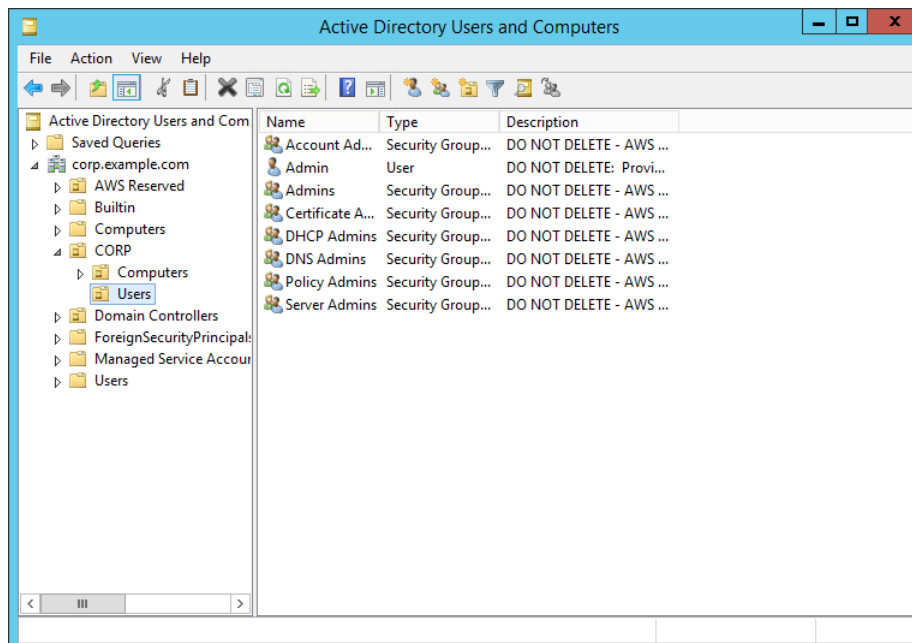 Active Directory Users and Computers
File Action View Help
Active Directory Users and Com
Saved Queries
corp.example.com
AWS Reserved
Builtin
Computers
CORP
Computers
Users
Domain Controllers
ForeignSecurityPrincipals
Managed Service Accour
Users
Name Type Description
Account Ad... Security Group... DO NOT DELETE - AWS ...
Admin User DO NOT DELETE: Provi...
Admins Security Group... DO NOT DELETE - AWS ...
Certificate A... Security Group... DO NOT DELETE - AWS ...
DHCP Admins Security Group... DO NOT DELETE - AWS ...
DNS Admins Security Group... DO NOT DELETE - AWS ...
Policy Admins Security Group... DO NOT DELETE - AWS ...
Server Admins Security Group... DO NOT DELETE - AWS ...